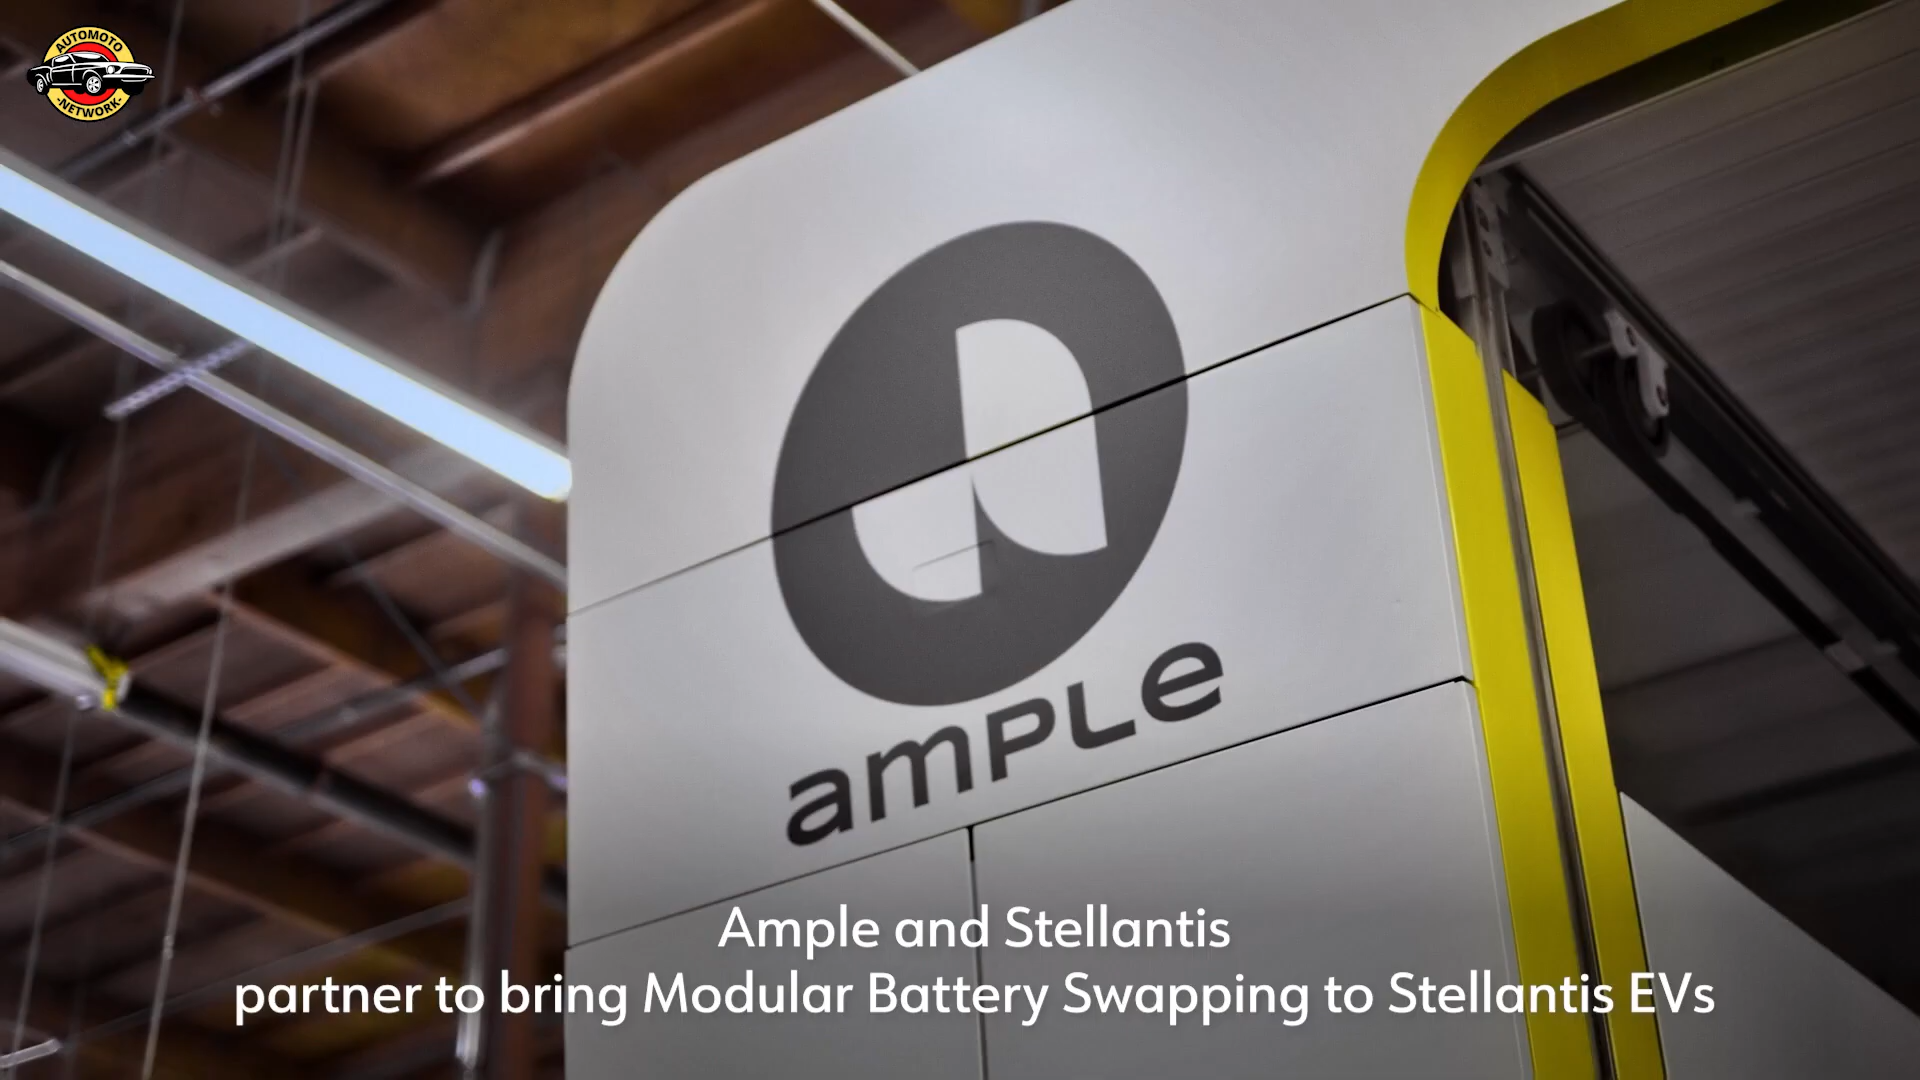 AUTOMOTO
-NETWORK-
amPLe
Ample and Stellantis
partner to bring Modular Battery Swapping to Stellantis EVs